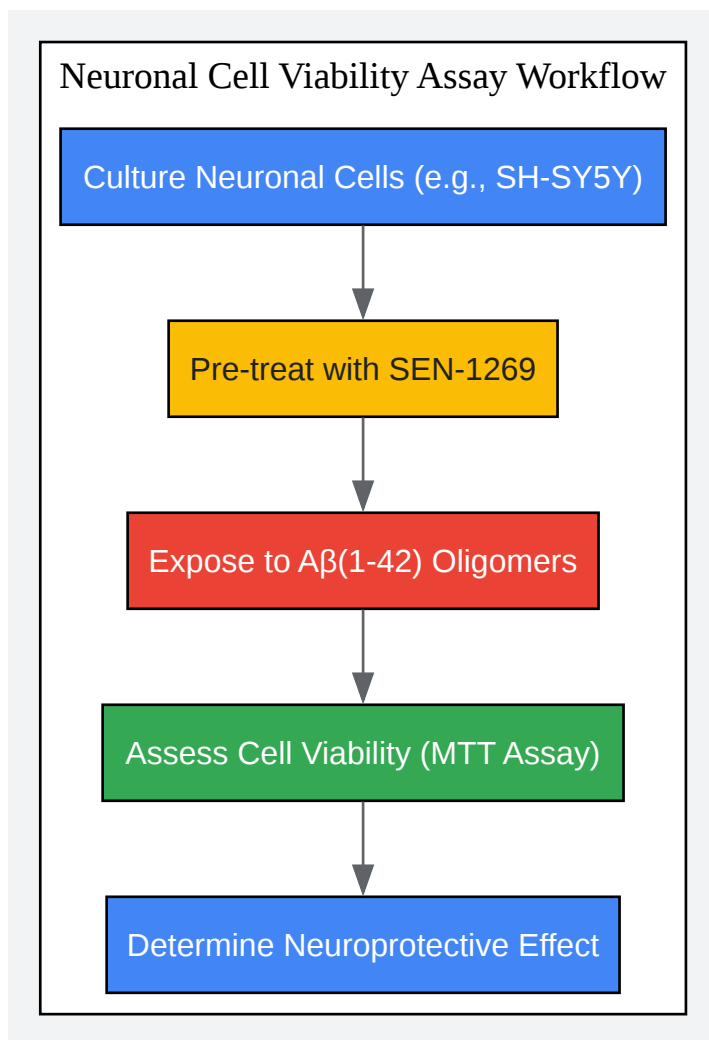 Neuronal Cell Viability Assay Workflow
Culture Neuronal Cells (e.g., SH-SY5Y)
Pre-treat with SEN-1269
Expose to Aβ(1-42) Oligomers
Assess Cell Viability (MTT Assay)
Determine Neuroprotective Effect